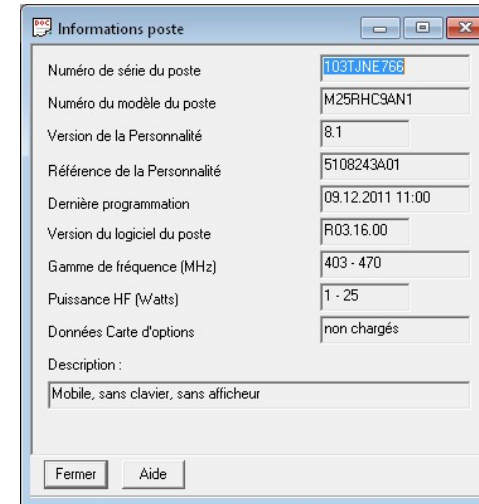 Informations poste
Numéro de série du poste 103TJNE766
Numéro du modèle du poste M25RHC9AN1
Version de la Personnalité 8.1
Référence de la Personnalité 5108243A01
Dernière programmation 09.12.2011 11:00
Version du logiciel du poste R03.16.00
Gamme de fréquence (MHz) 403 - 470
Puissance HF (Watts) 1 - 25
Données Carte d'options non chargés
Description :
Mobile, sans clavier, sans afficheur
Fermer Aide